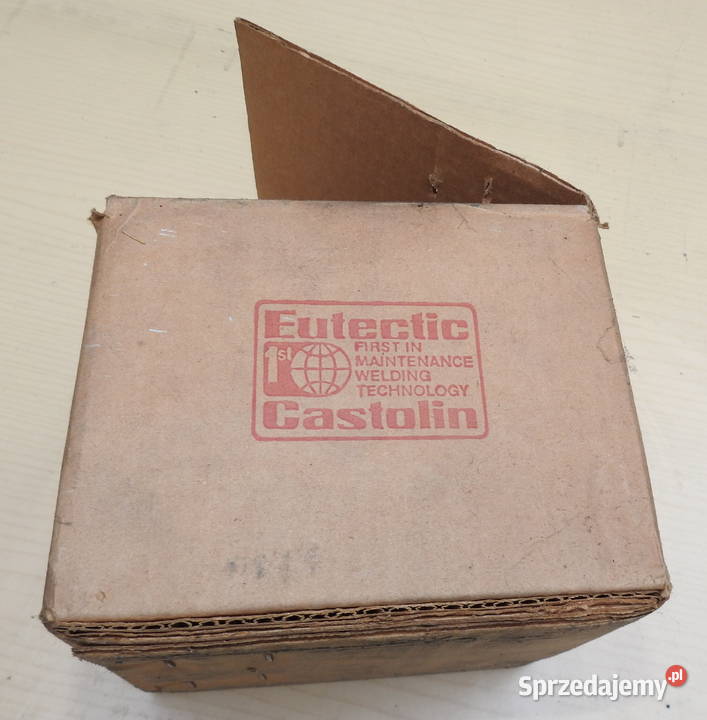 Eutectic
1st
FIRST IN
MAINTENANCE
WELDING
TECHNOLOGY
Castolin
Sprzedajemy.pl